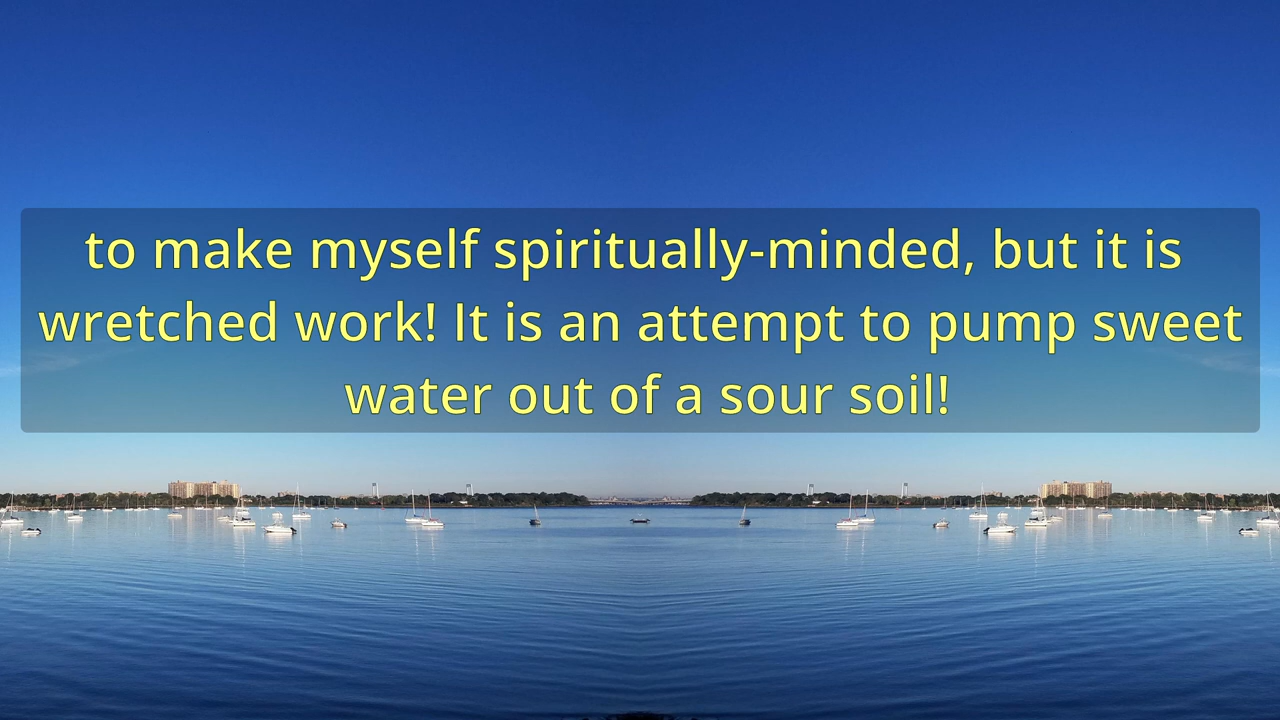 to make myself spiritually-minded, but it is
wretched work! It is an attempt to pump sweet
water out of a sour soil!